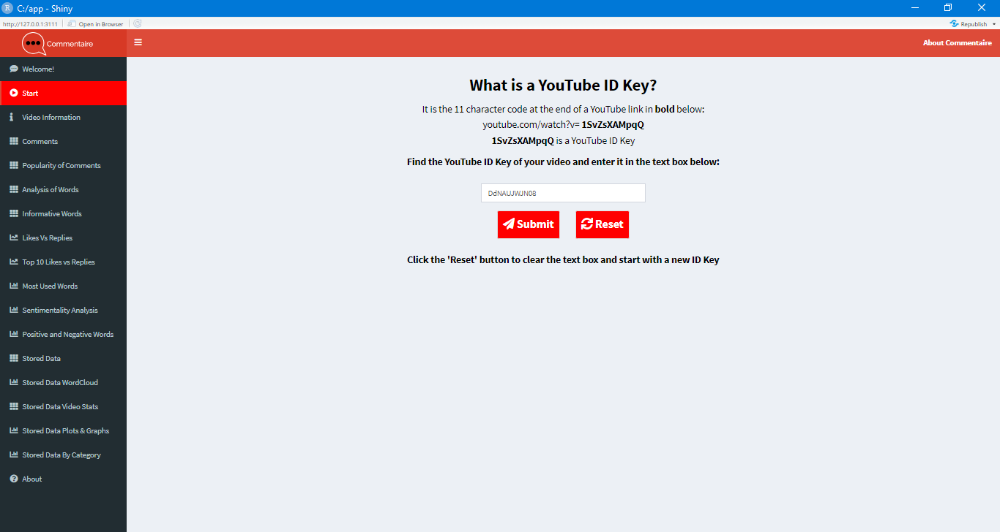 C:/app - Shiny
http://127.0.0.1:3111
Open in Browser
Republish
Commentaire
About Commentaire
Welcome!
Start
Video Information
Comments
Popularity of Comments
Analysis of Words
Informative Words
Likes Vs Replies
Top 10 Likes vs Replies
Most Used Words
Sentimentality Analysis
Positive and Negative Words
Stored Data
Stored Data WordCloud
Stored Data Video Stats
Stored Data Plots & Graphs
Stored Data By Category
About
What is a YouTube ID Key?
It is the 11 character code at the end of a YouTube link in bold below:
youtube.com/watch?v= 1SvZsXAMpqQ
1SvZsXAMpqQ is a YouTube ID Key
Find the YouTube ID Key of your video and enter it in the text box below:
DdNAUJWJN08
Submit
Reset
Click the 'Reset' button to clear the text box and start with a new ID Key